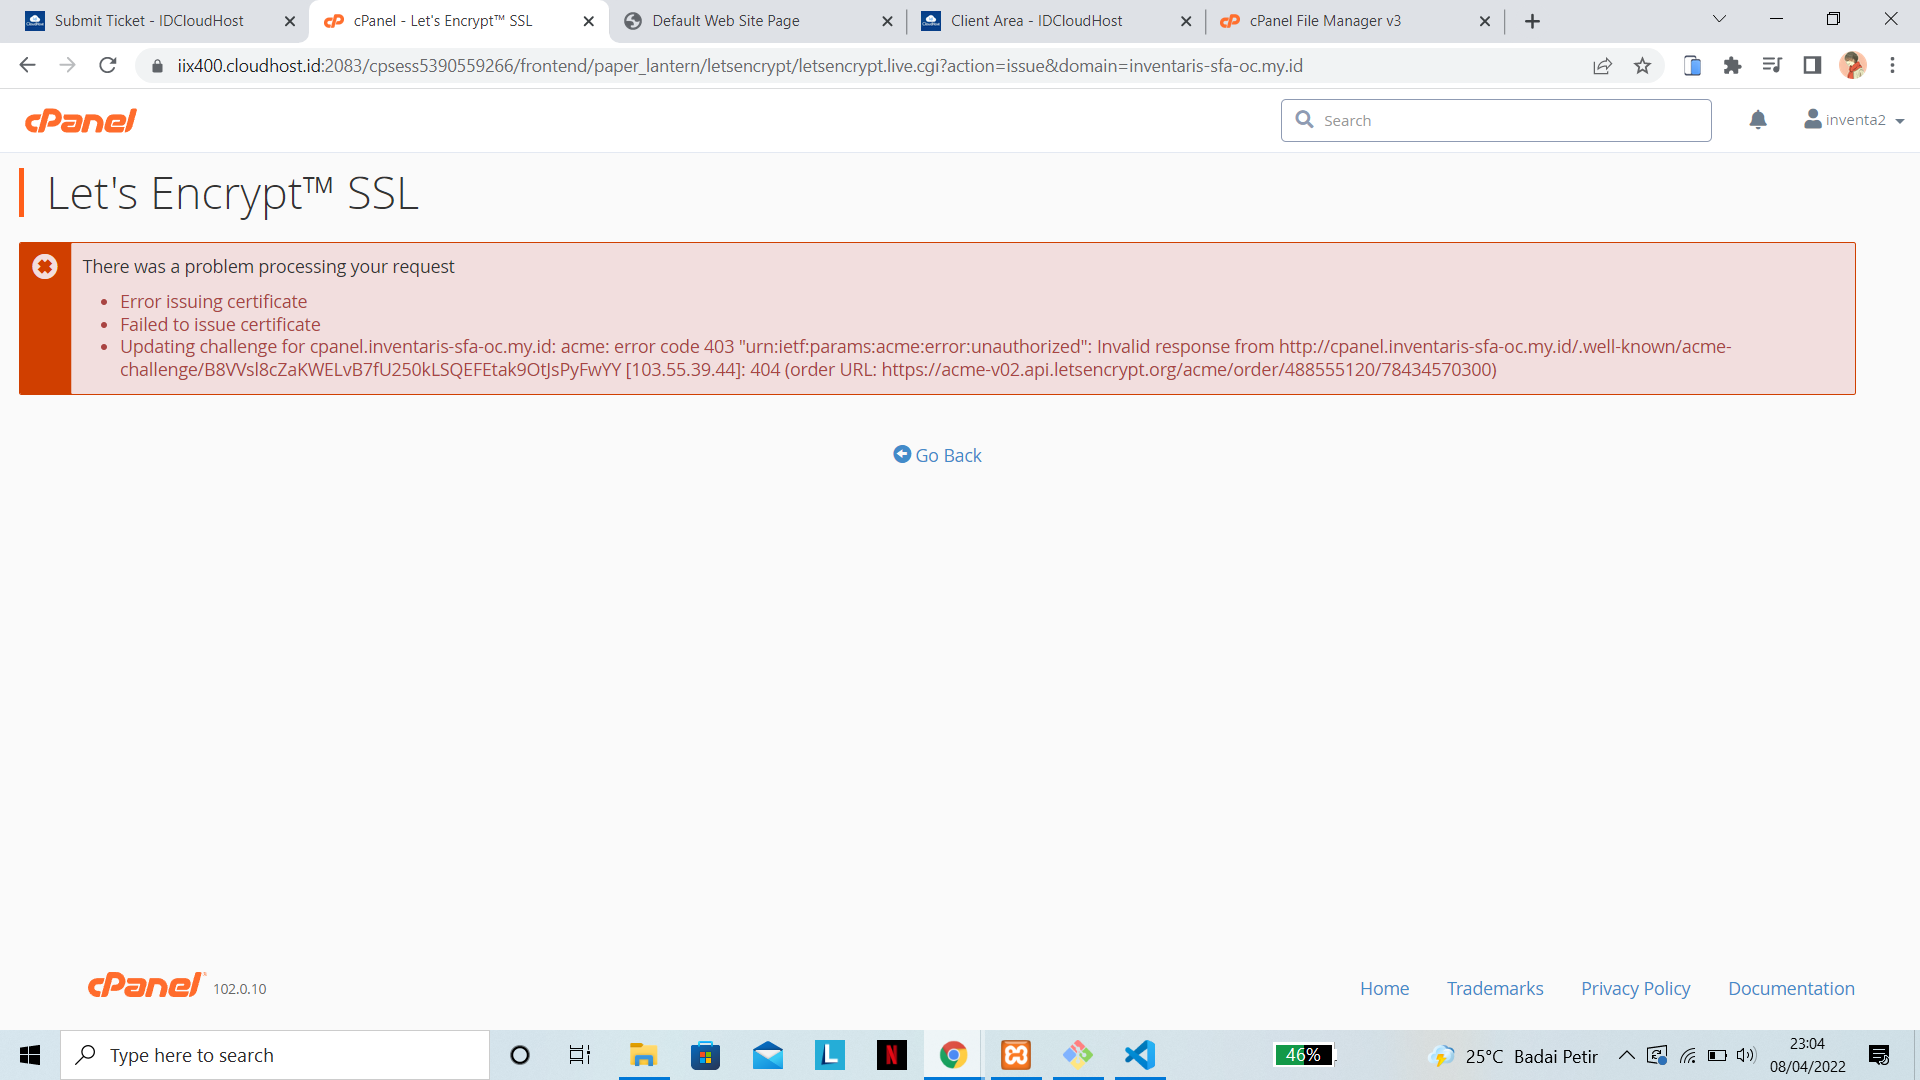 Submit Ticket - IDCloudHost
cPanel - Let's Encrypt™ SSL
Default Web Site Page
Client Area - IDCloudHost
cPanel File Manager v3
iix400.cloudhost.id:2083/cpsess5390559266/frontend/paper_lantern/letsencrypt/letsencrypt.live.cgi?action=issue&domain=inventaris-sfa-oc.my.id
cPanel
Search
inventa2
Let's Encrypt™ SSL
There was a problem processing your request
• Error issuing certificate
• Failed to issue certificate
• Updating challenge for cpanel.inventaris-sfa-oc.my.id: acme: error code 403 "urn:ietf:params:acme:error:unauthorized": Invalid response from http://cpanel.inventaris-sfa-oc.my.id/.well-known/acme-
challenge/B8VVsl8cZaKWELvB7fU250kLSQEFEtak9OtJsPyFwYY [103.55.39.44]: 404 (order URL: https://acme-v02.api.letsencrypt.org/acme/order/488555120/78434570300)
Go Back
cPanel 102.0.10
Home
Trademarks
Privacy Policy
Documentation
Type here to search
46%
25°C Badai Petir
23:04
08/04/2022